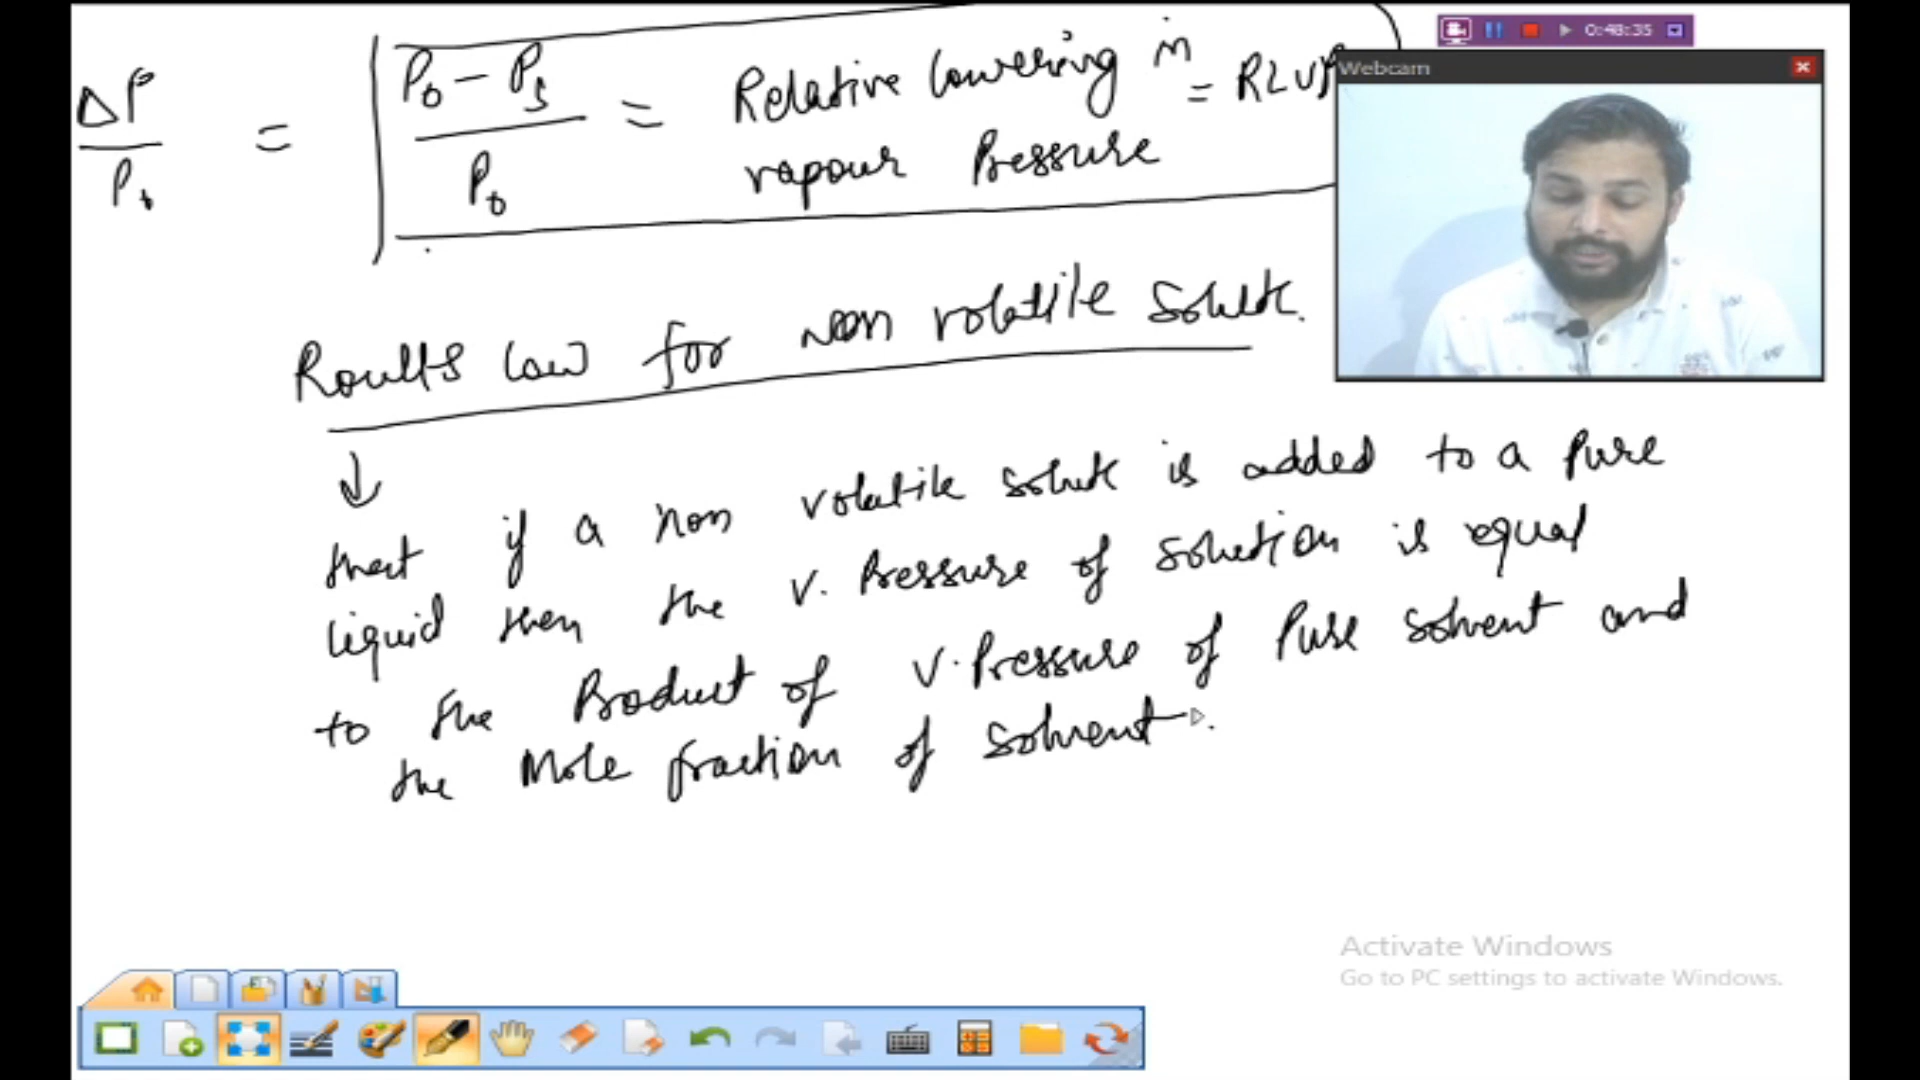 0:48:35
Webcam
ΔP / P₀ = P₀ - Ps / P₀ = Relative lowering in = RLVP
vapour Pressure
Roults law for non volatile solute.
↓
that if a non volatile solute is added to a pure
liquid then the v. Pressure of solution is equal
to the Product of v. Pressure of Pure solvent and
the Mole fraction of solvent.
Activate Windows
Go to PC settings to activate Windows.